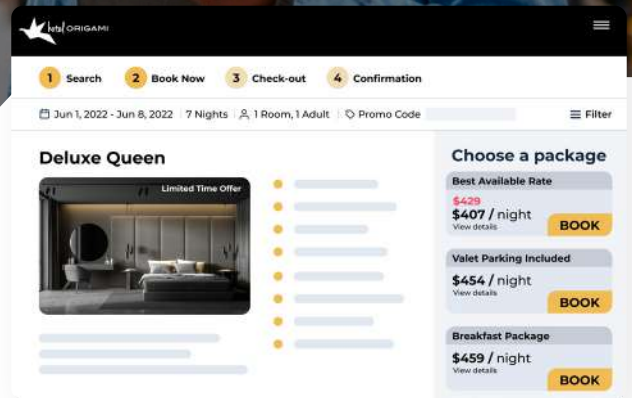 hotel ORIGAMI
1 Search 2 Book Now 3 Check-out 4 Confirmation
Jun 1, 2022 - Jun 8, 2022 7 Nights 1 Room, 1 Adult Promo Code Filter
Deluxe Queen
Limited Time Offer
Choose a package
Best Available Rate
$429
$407 / night
View details
BOOK
Valet Parking Included
$454 / night
View details
BOOK
Breakfast Package
$459 / night
View details
BOOK